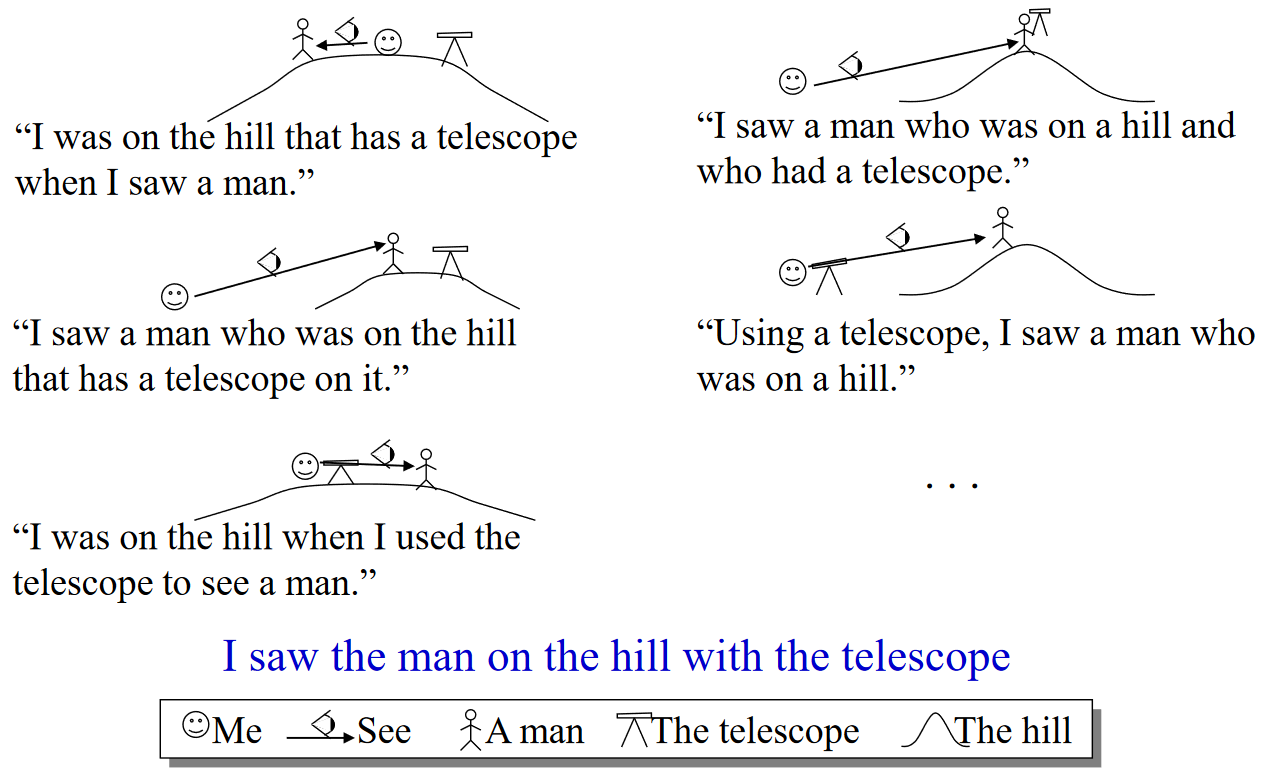 “I was on the hill that has a telescope
when I saw a man.”
“I saw a man who was on a hill and
who had a telescope.”
“I saw a man who was on the hill
that has a telescope on it.”
“Using a telescope, I saw a man who
was on a hill.”
“I was on the hill when I used the
telescope to see a man.”
. . .
I saw the man on the hill with the telescope
Me See A man The telescope The hill